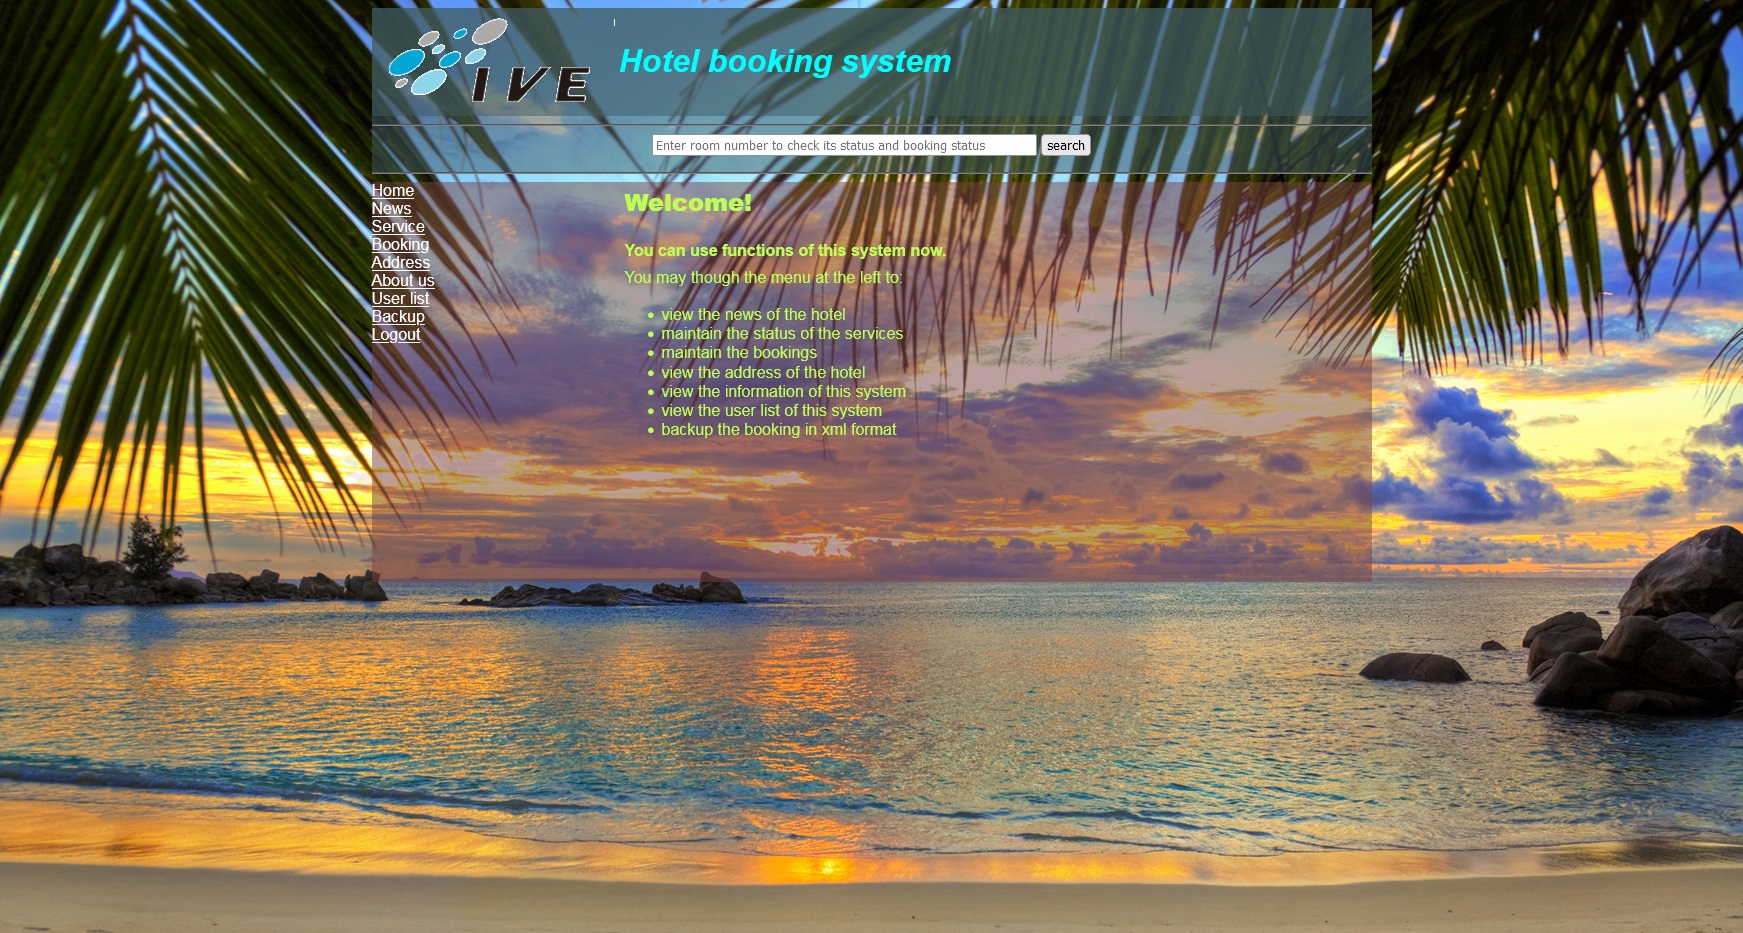 IVE
Hotel booking system
Enter room number to check its status and booking status
search
Home
News
Service
Booking
Address
About us
User list
Backup
Logout
Welcome!
You can use functions of this system now.
You may though the menu at the left to:
• view the news of the hotel
• maintain the status of the services
• maintain the bookings
• view the address of the hotel
• view the information of this system
• view the user list of this system
• backup the booking in xml format